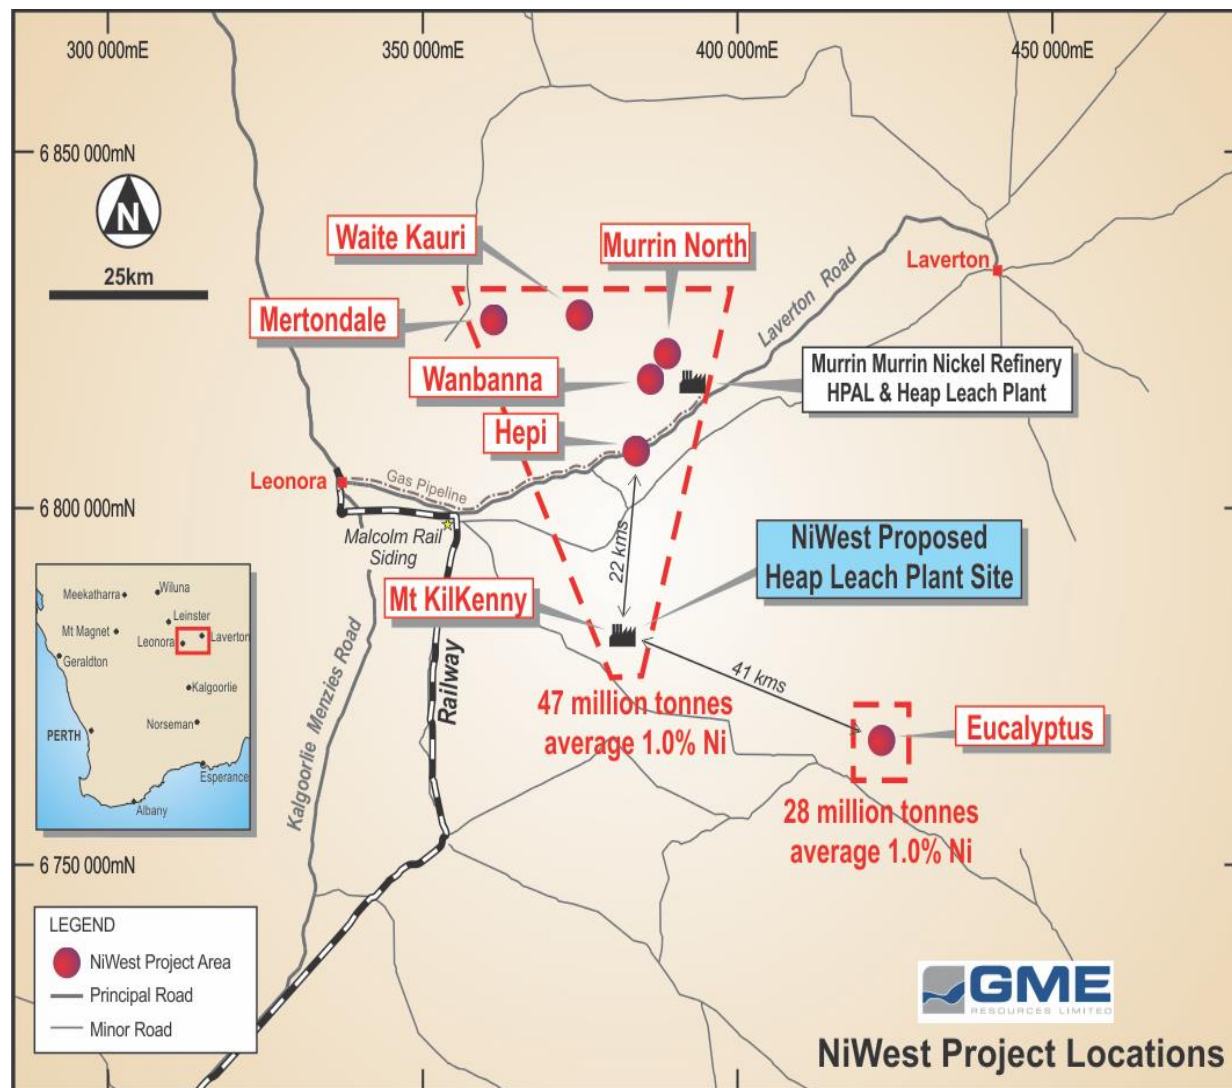 300 000mE
350 000mE
400 000mE
450 000mE
6 850 000mN
N
25km
Waite Kauri
Murrin North
Laverton
Mertondale
Laverton Road
Wanbanna
Murrin Murrin Nickel Refinery
HPAL & Heap Leach Plant
Hepi
Leonora
Gas Pipeline
6 800 000mN
Malcolm Rail
Siding
22 kms
NiWest Proposed
Heap Leach Plant Site
Mt KilKenny
Kalgoorlie Menzies Road
Railway
41 kms
47 million tonnes
average 1.0% Ni
Eucalyptus
28 million tonnes
average 1.0% Ni
Meekatharra
Wiluna
Leinster
Mt Magnet
Leonora
Laverton
Geraldton
Kalgoorlie
Norseman
PERTH
Esperance
Albany
6 750 000mN
LEGEND
NiWest Project Area
Principal Road
Minor Road
GME
RESOURCES LIMITED
NiWest Project Locations